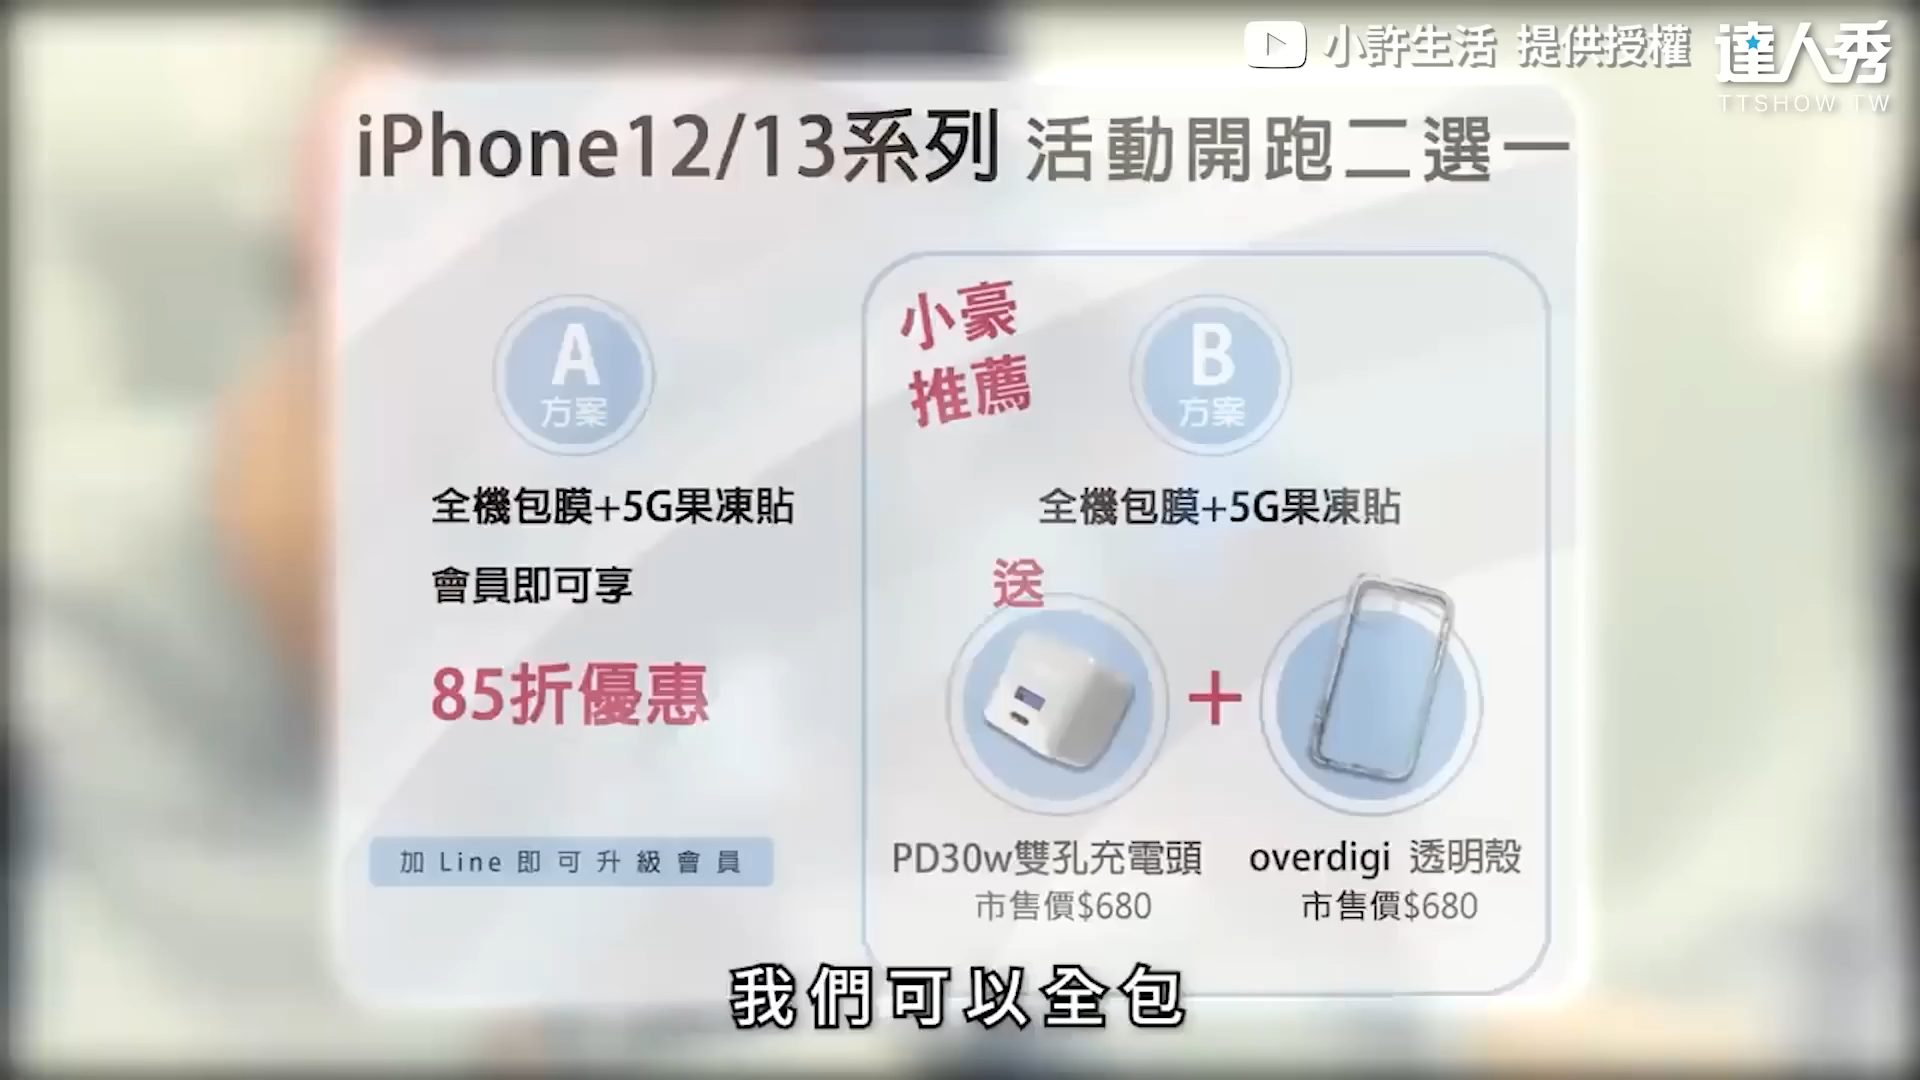 小許生活 提供授權
達人秀
TTSHOW.TW
iPhone12/13系列 活動開跑二選一
A
方案
全機包膜+5G果凍貼
會員即可享
85折優惠
加Line即可升級會員
小豪
推薦
B
方案
全機包膜+5G果凍貼
送
+
PD30w雙孔充電頭
市售價$680
overdigi 透明殼
市售價$680
我們可以全包